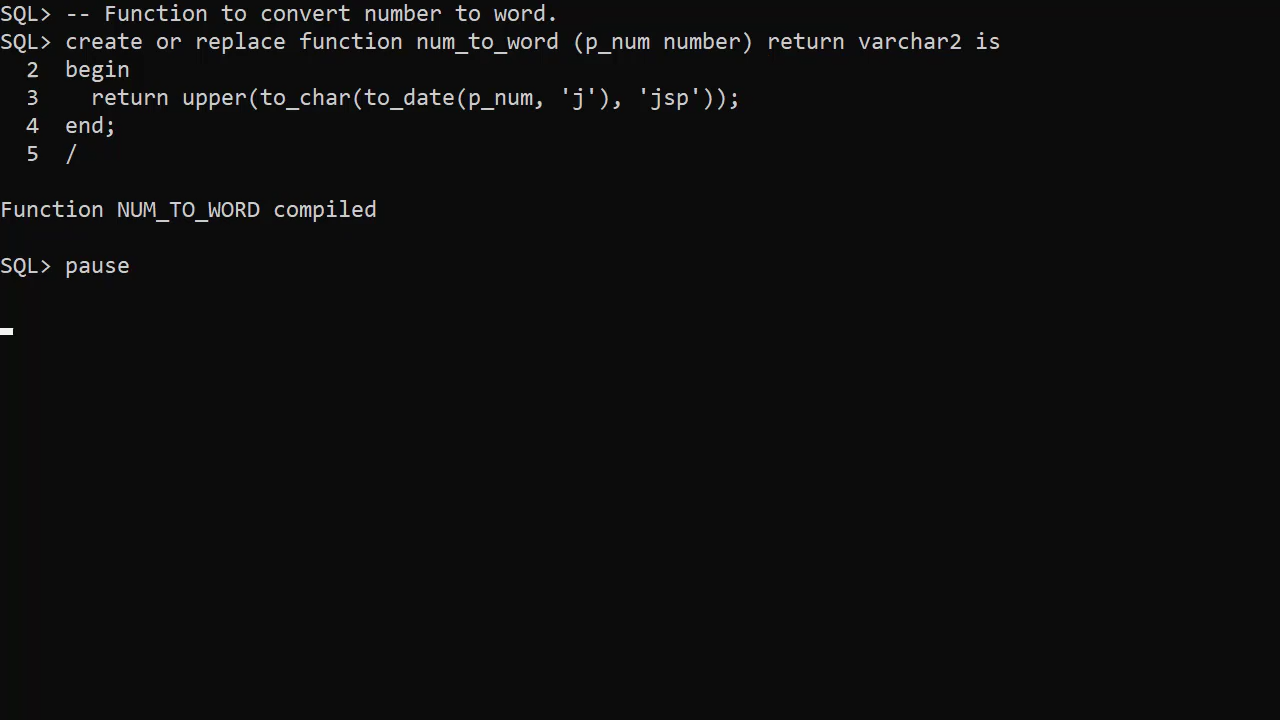 SQL> -- Function to convert number to word.
SQL> create or replace function num_to_word (p_num number) return varchar2 is
  2  begin
  3    return upper(to_char(to_date(p_num, 'j'), 'jsp'));
  4  end;
  5  /
Function NUM_TO_WORD compiled
SQL> pause